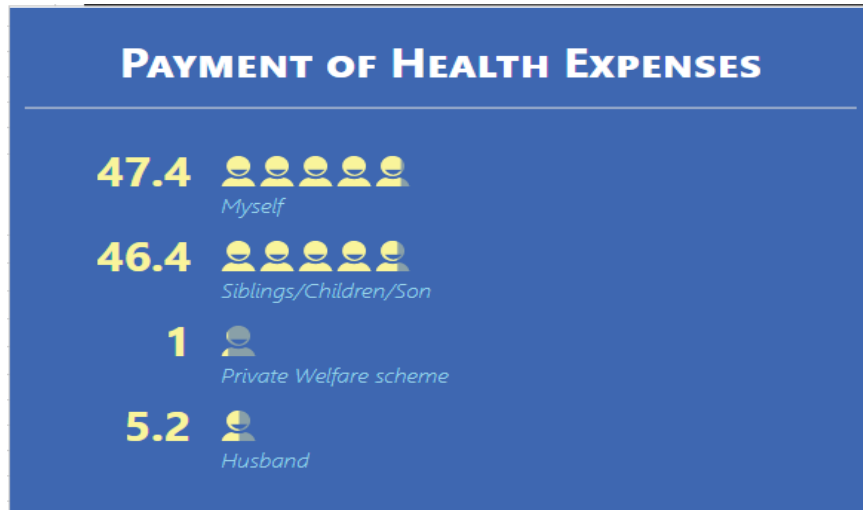 PAYMENT OF HEALTH EXPENSES
47.4
Myself
46.4
Siblings/Children/Son
1
Private Welfare scheme
5.2
Husband